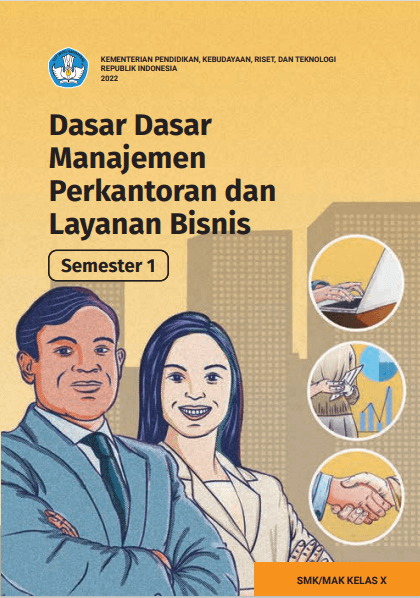 KEMENTERIAN PENDIDIKAN, KEBUDAYAAN, RISET, DAN TEKNOLOGI
REPUBLIK INDONESIA
2022
Dasar Dasar
Manajemen
Perkantoran dan
Layanan Bisnis
Semester 1
SMK/MAK KELAS X